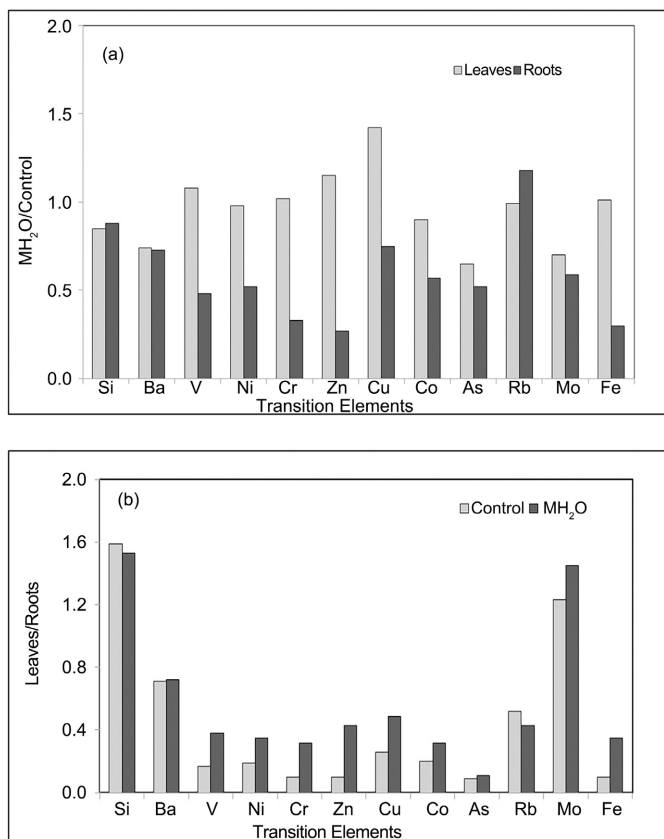 2.0
(a)
Leaves Roots
1.5
MH₂O/Control
1.0
0.5
0.0
Si Ba V Ni Cr Zn Cu Co As Rb Mo Fe
Transition Elements
2.0
(b)
Control MH₂O
1.6
1.2
Leaves/Roots
0.8
0.4
0.0
Si Ba V Ni Cr Zn Cu Co As Rb Mo Fe
Transition Elements